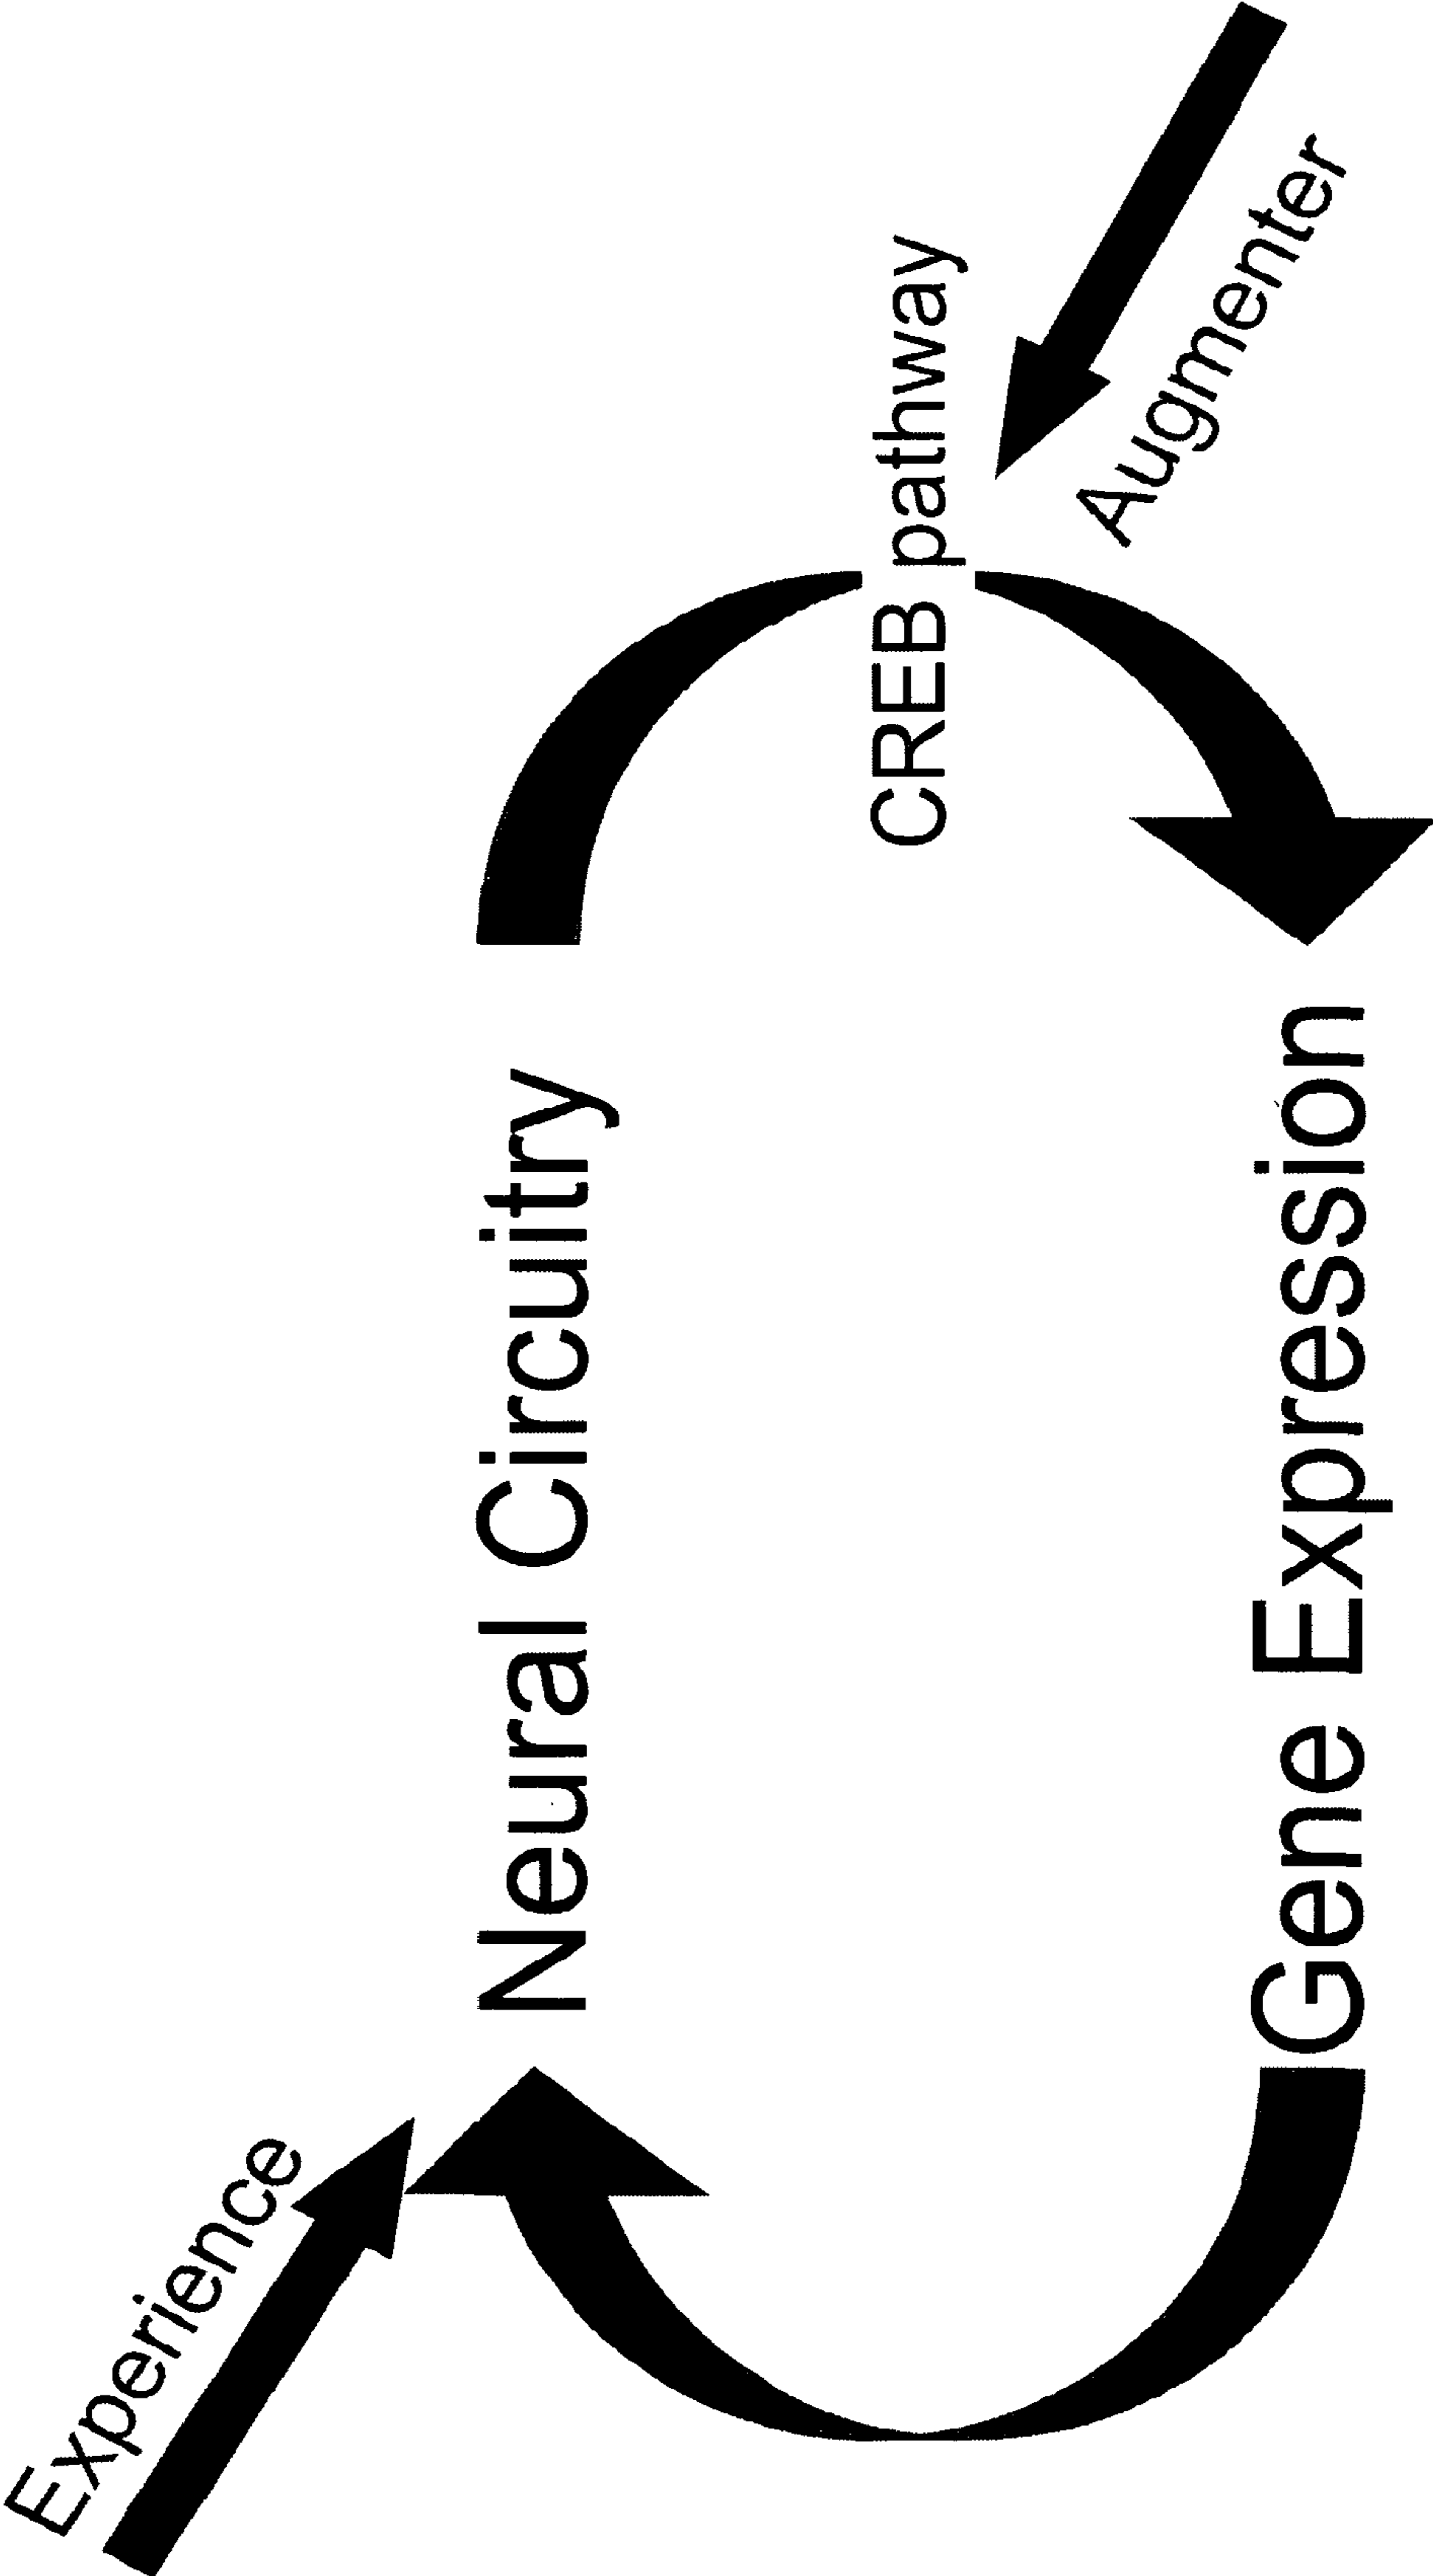 Experience
Neural Circuitry
CREB pathway
Augmenter
Gene Expression